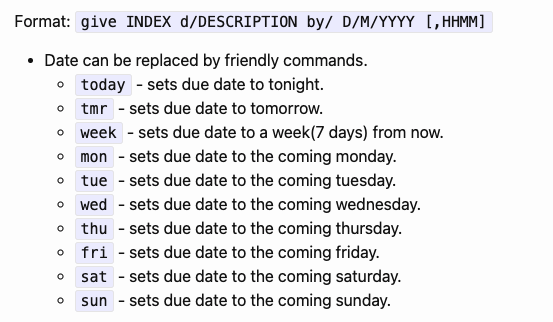 Format: give INDEX d/DESCRIPTION by/ D/M/YYYY [,HHMM]
• Date can be replaced by friendly commands.
○ today - sets due date to tonight.
○ tmr - sets due date to tomorrow.
○ week - sets due date to a week(7 days) from now.
○ mon - sets due date to the coming monday.
○ tue - sets due date to the coming tuesday.
○ wed - sets due date to the coming wednesday.
○ thu - sets due date to the coming thursday.
○ fri - sets due date to the coming friday.
○ sat - sets due date to the coming saturday.
○ sun - sets due date to the coming sunday.